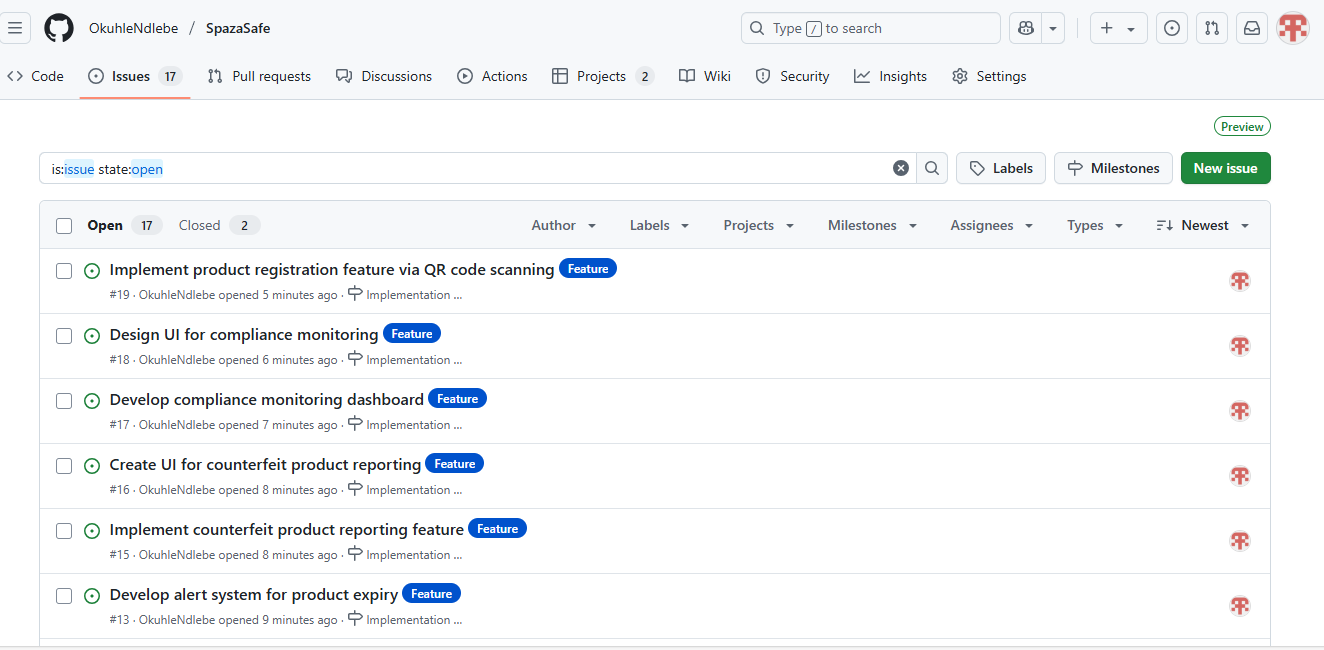 OkuhleNdlebe / SpazaSafe Type / to search
Code Issues 17 Pull requests Discussions Actions Projects 2 Wiki Security Insights Settings
Preview
is:issue state:open Labels Milestones New issue
Open 17 Closed 2 Author Labels Projects Milestones Assignees Types Newest
Implement product registration feature via QR code scanning Feature
#19 · OkuhleNdlebe opened 5 minutes ago · Implementation ...
Design UI for compliance monitoring Feature
#18 · OkuhleNdlebe opened 6 minutes ago · Implementation ...
Develop compliance monitoring dashboard Feature
#17 · OkuhleNdlebe opened 7 minutes ago · Implementation ...
Create UI for counterfeit product reporting Feature
#16 · OkuhleNdlebe opened 8 minutes ago · Implementation ...
Implement counterfeit product reporting feature Feature
#15 · OkuhleNdlebe opened 8 minutes ago · Implementation ...
Develop alert system for product expiry Feature
#13 · OkuhleNdlebe opened 9 minutes ago · Implementation ...